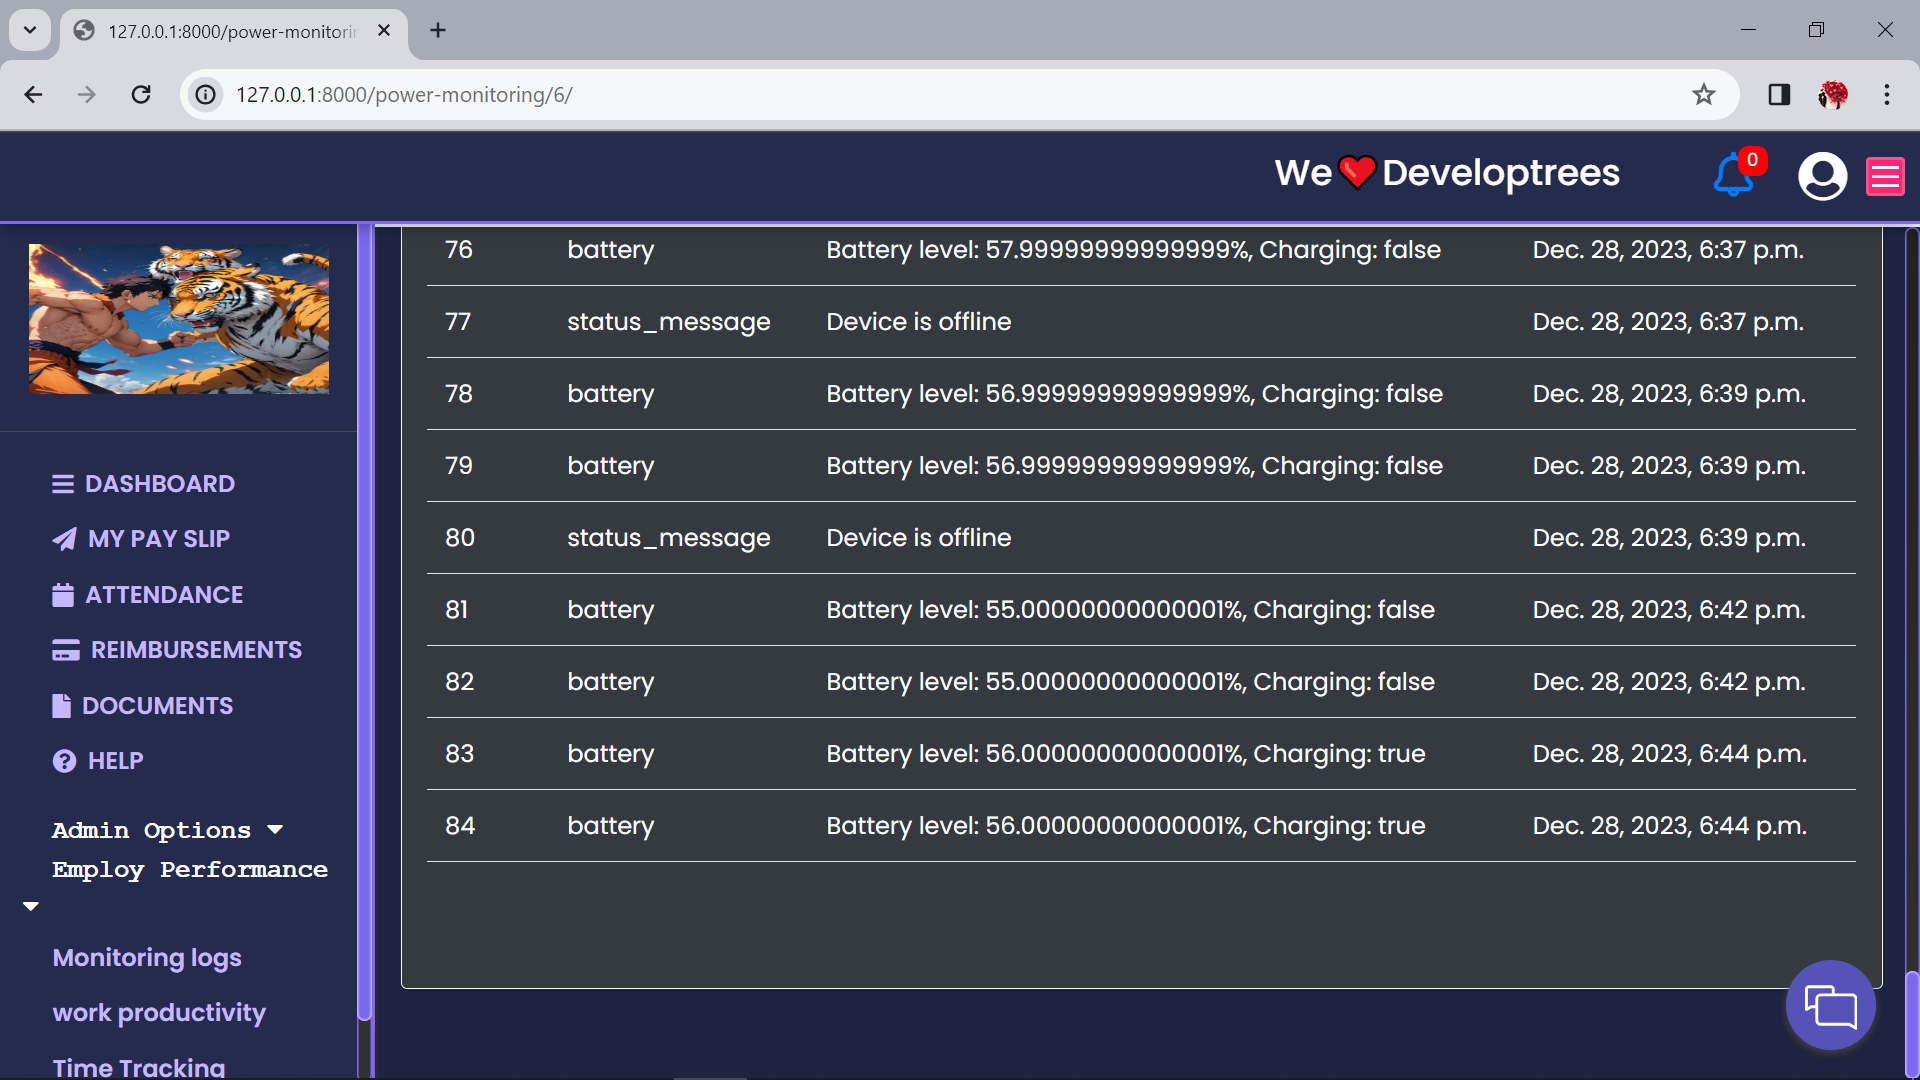 127.0.0.1:8000/power-monitorin
127.0.0.1:8000/power-monitoring/6/
We❤Developtrees
0
76 battery Battery level: 57.99999999999999%, Charging: false Dec. 28, 2023, 6:37 p.m.
77 status_message Device is offline Dec. 28, 2023, 6:37 p.m.
78 battery Battery level: 56.99999999999999%, Charging: false Dec. 28, 2023, 6:39 p.m.
79 battery Battery level: 56.99999999999999%, Charging: false Dec. 28, 2023, 6:39 p.m.
80 status_message Device is offline Dec. 28, 2023, 6:39 p.m.
81 battery Battery level: 55.00000000000001%, Charging: false Dec. 28, 2023, 6:42 p.m.
82 battery Battery level: 55.00000000000001%, Charging: false Dec. 28, 2023, 6:42 p.m.
83 battery Battery level: 56.00000000000001%, Charging: true Dec. 28, 2023, 6:44 p.m.
84 battery Battery level: 56.00000000000001%, Charging: true Dec. 28, 2023, 6:44 p.m.
DASHBOARD
MY PAY SLIP
ATTENDANCE
REIMBURSEMENTS
DOCUMENTS
HELP
Admin Options
Employ Performance
Monitoring logs
work productivity
Time Tracking